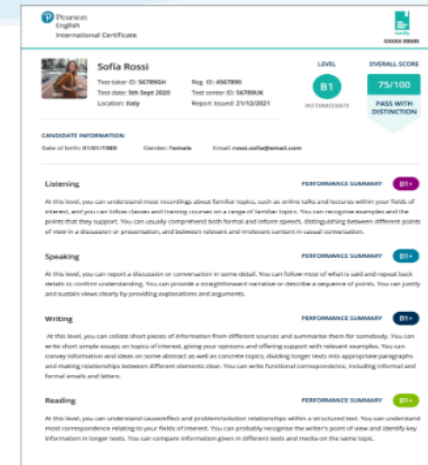 Pearson
English
International Certificate
Certify
XXXXX XXXXX
Sofia Rossi
Test taker ID: 56789GH
Test date: 5th Sept 2020
Location: Italy
Reg. ID: 4567890
Test center ID: 56789UK
Report issued: 21/12/2021
LEVEL
B1
INTERMEDIATE
OVERALL SCORE
75/100
PASS WITH
DISTINCTION
CANDIDATE INFORMATION
Date of birth: 01/01/1989 Gender: Female Email: rossi.sofia@email.com
Listening PERFORMANCE SUMMARY B1+
At this level, you can understand most recordings about familiar topics, such as online talks and lectures within your fields of
interest, and you can follow classes and training courses on a range of familiar topics. You can recognise examples and the
points that they support. You can usually comprehend both formal and inform speech, distinguishing between different points
of view in a discussion or presentation, and between relevant and irrelevant content in casual conversation.
Speaking PERFORMANCE SUMMARY B1+
At this level, you can report a discussion or conversation in some detail. You can follow most of what is said and repeat back
details to confirm understanding. You can provide a straightforward narrative or describe a sequence of points. You can justify
and sustain views clearly by providing explanations and arguments.
Writing PERFORMANCE SUMMARY B1+
At this level, you can collate short pieces of information from different sources and summarise them for somebody. You can
write short simple essays on topics of interest, giving your opinions and offering support with relevant examples. You can
convey information and ideas on some abstract as well as concrete topics, dividing longer texts into appropriate paragraphs
and making relationships between different elements clear. You can write functional correspondence, including informal and
formal emails and letters.
Reading PERFORMANCE SUMMARY B1+
At this level, you can understand cause/effect and problem/solution relationships within a structured text. You can understand
most correspondence relating to your fields of interest. You can probably recognise the writer's point of view and identify key
information in longer texts. You can compare information given in different texts and media on the same topic.